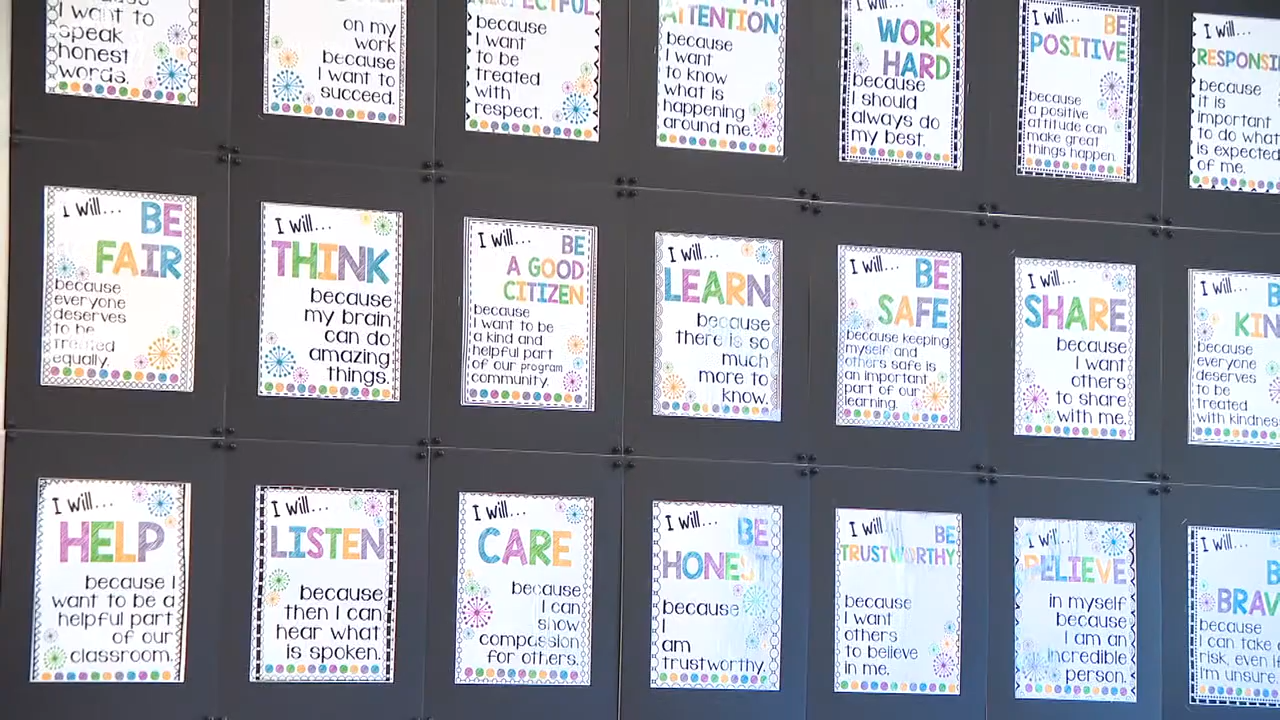 I want to
speak
honest
words.
on my
work
because
I want to
succeed.
because
I want
to be
treated
with
respect.
ATTENTION
because
I want
to know
what is
happening
around me.
I will...
WORK
HARD
because
I should
always do
my best.
I will...
BE
POSITIVE
because
a positive
attitude can
make great
things happen.
I will...
because
it is
important
to do what
is expected
of me.
I will...
BE
FAIR
because
everyone
deserves
to be
treated
equally.
I will...
THINK
because
my brain
can do
amazing
things.
I will...
BE
A GOOD
CITIZEN
because
I want to be
a kind and
helpful part
of our program
community.
I will...
LEARN
because
there is so
much
more to
know.
I will...
BE
SAFE
because keeping
myself and
others safe is
an important
part of our
learning.
I will...
SHARE
because
I want
others
to share
with me.
I will...
B
KIN
because
everyone
deserves
to be
treated
with kindness
I will...
HELP
because I
want to be a
helpful part
of our
classroom.
I will...
LISTEN
because
then I can
hear what
is spoken.
I will...
CARE
because
I can
show
compassion
for others.
I will...
BE
HONES
because
I
am
trustworthy.
I will...
BE
TRUSTWORTHY
because
I want
others
to believe
in me.
I will...
BELIEVE
in myself
because
I am an
incredible
person.
I will...
B
BRAV
because
I can take a
risk, even if
I'm unsure.